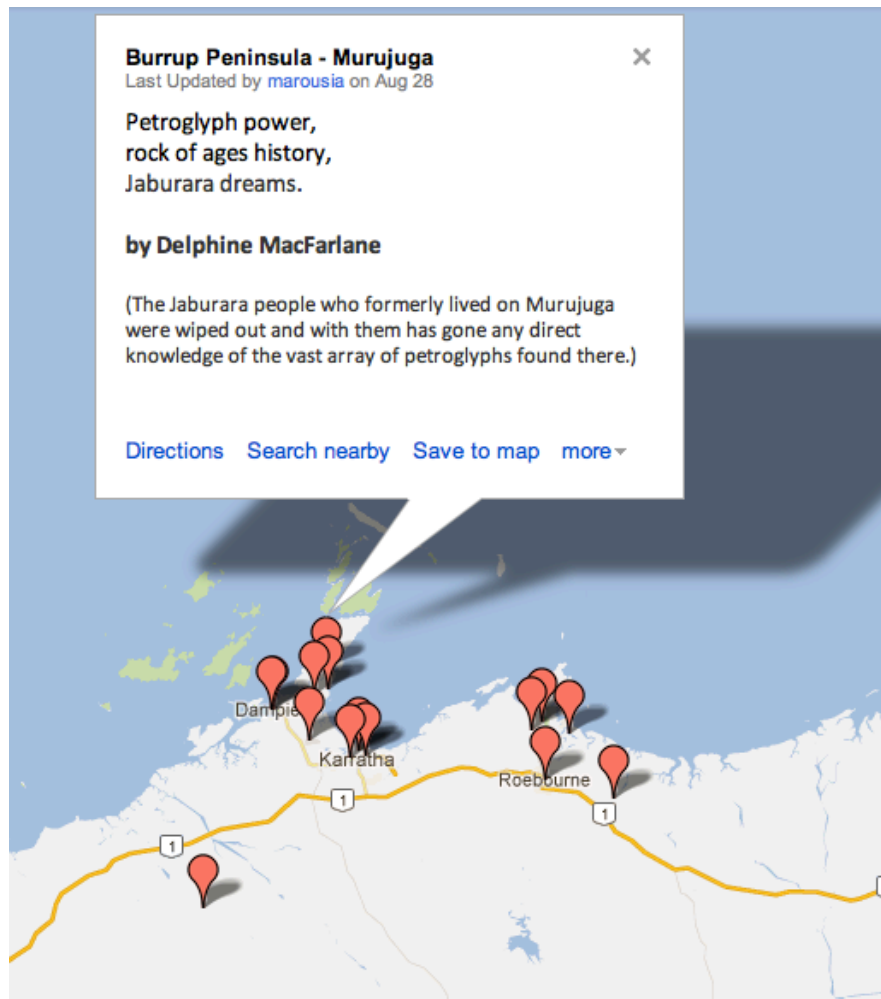 Burrup Peninsula - Murujuga
Last Updated by marousia on Aug 28
Petroglyph power,
rock of ages history,
Jaburara dreams.
by Delphine MacFarlane
(The Jaburara people who formerly lived on Murujuga
were wiped out and with them has gone any direct
knowledge of the vast array of petroglyphs found there.)
Directions Search nearby Save to map more
Dampie
Karratha
Roebourne
1
1
1